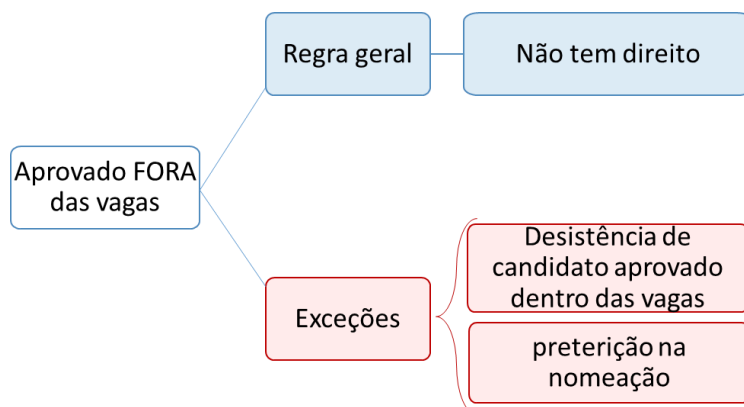 Regra geral
Não tem direito
Aprovado FORA
das vagas
Desistência de
candidato aprovado
dentro das vagas
Exceções
preterição na
nomeação